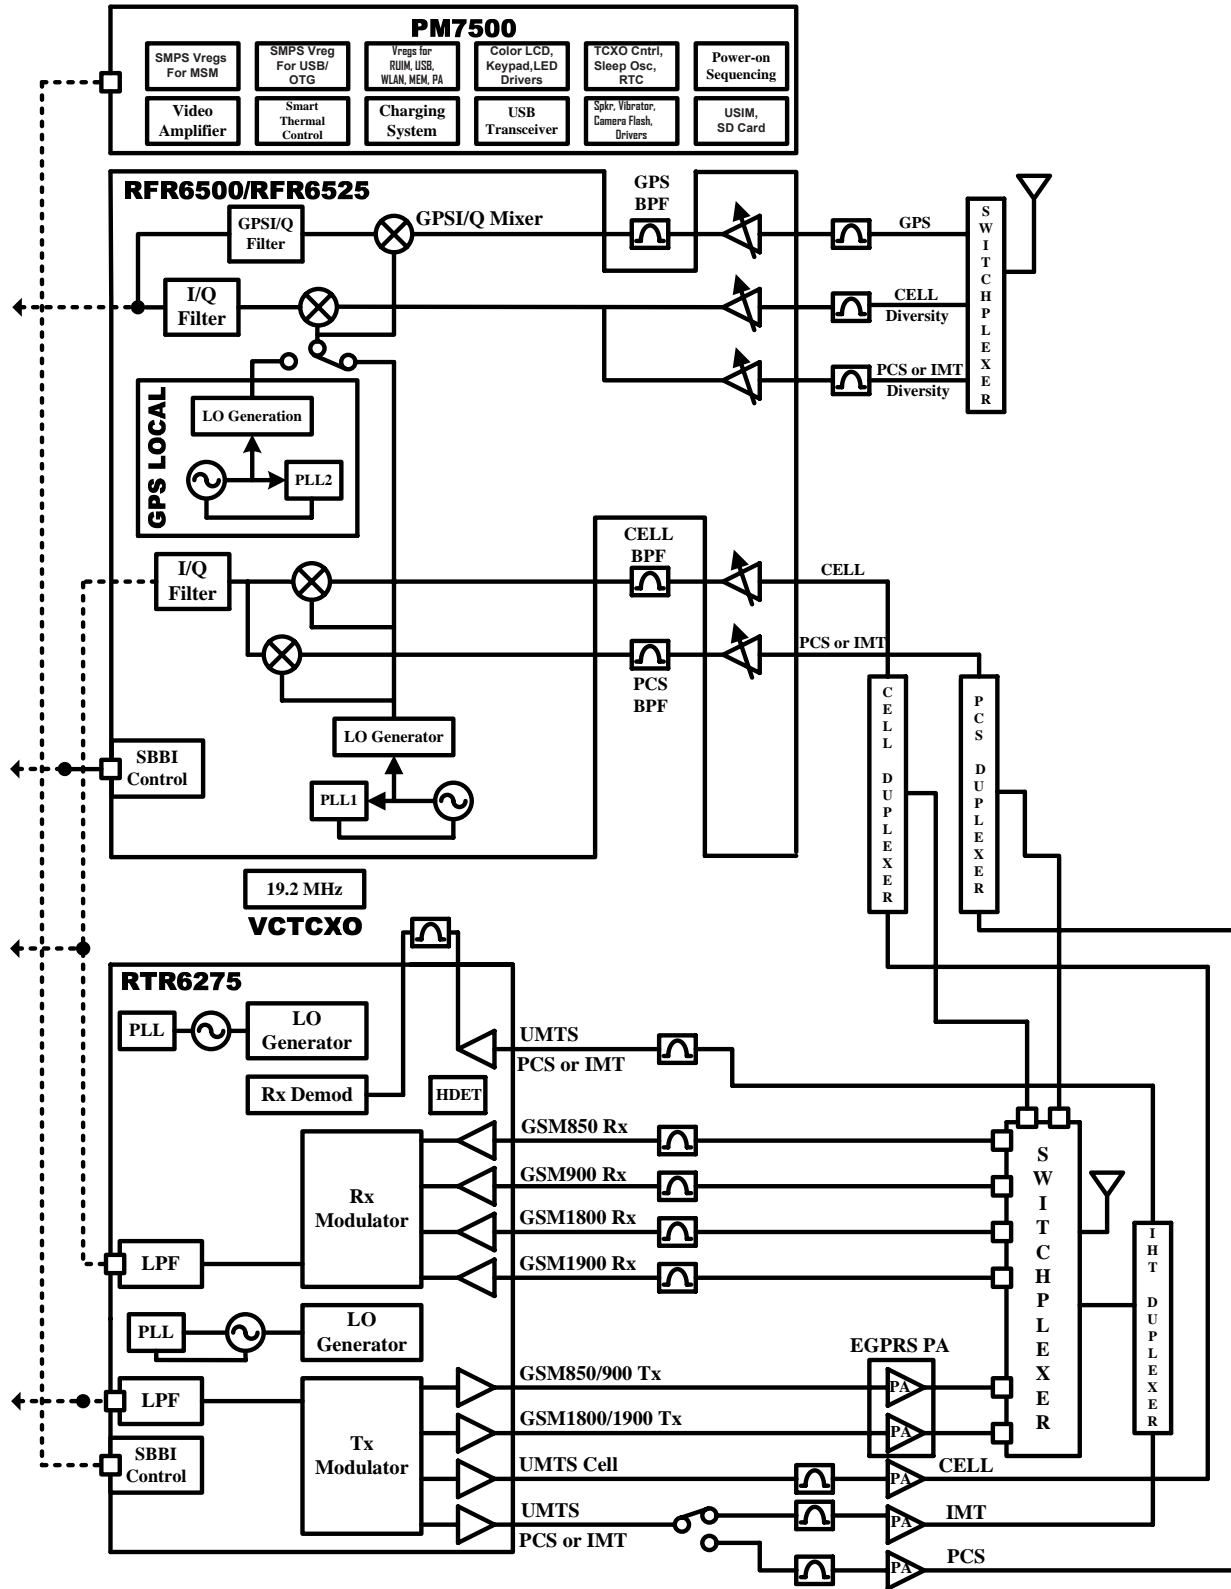 PM7500
SMPS Vregs
For MSM
SMPS Vreg
For USB/
OTG
Vregs for
RUIM, USB,
WLAN, MEM, PA
Color LCD,
Keypad,LED
Drivers
TCXO Cntrl,
Sleep Osc,
RTC
Power-on
Sequencing
Video
Amplifier
Smart
Thermal
Control
Charging
System
USB
Transceiver
Spkr, Vibrator,
Camera Flash,
Drivers
USIM,
SD Card
RFR6500/RFR6525
GPSI/Q
Filter
GPSI/Q Mixer
GPS
BPF
GPS
I/Q
Filter
CELL
Diversity
PCS or IMT
Diversity
SWITCHPLEXER
GPS LOCAL
LO Generation
PLL2
I/Q
Filter
CELL
BPF
CELL
PCS or IMT
PCS
BPF
CELL DUPLEXER
PCS DUPLEXER
LO Generator
PLL1
SBBI
Control
19.2 MHz
VCTCXO
RTR6275
PLL
LO
Generator
UMTS
PCS or IMT
Rx Demod
HDET
GSM850 Rx
GSM900 Rx
GSM1800 Rx
GSM1900 Rx
Rx
Modulator
LPF
SWITCHPLEXER
IHT DUPLEXER
PLL
LO
Generator
EGPRS PA
GSM850/900 Tx
PA
LPF
GSM1800/1900 Tx
PA
Tx
Modulator
SBBI
Control
UMTS Cell
PA
CELL
UMTS
PCS or IMT
PA
IMT
PA
PCS